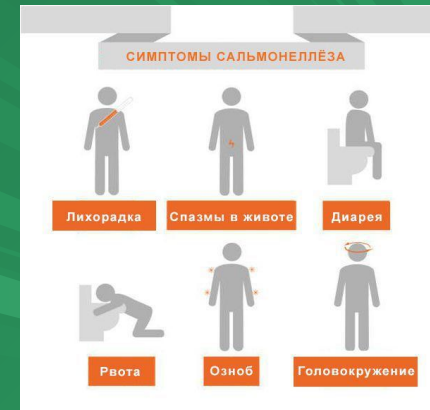 СИМПТОМЫ САЛЬМОНЕЛЛЁЗА
Лихорадка
Спазмы в животе
Диарея
Рвота
Озноб
Головокружение